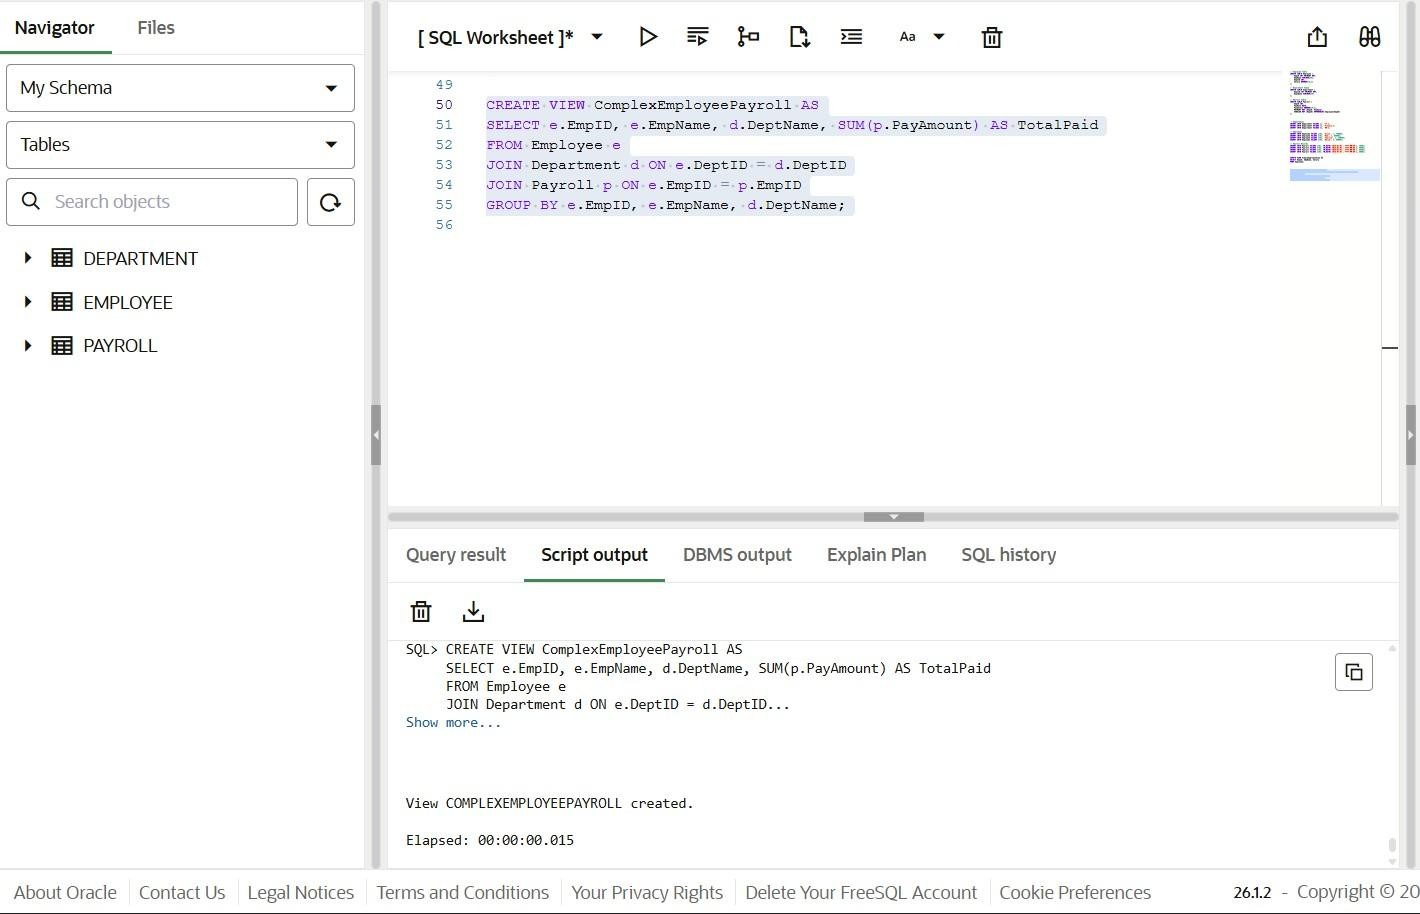 Navigator
Files
My Schema
Tables
Search objects
DEPARTMENT
EMPLOYEE
PAYROLL
[ SQL Worksheet ]*
Aa
49
50 CREATE VIEW ComplexEmployeePayroll AS
51 SELECT e.EmpID, e.EmpName, d.DeptName, SUM(p.PayAmount) AS TotalPaid
52 FROM Employee e
53 JOIN Department d ON e.DeptID = d.DeptID
54 JOIN Payroll p ON e.EmpID = p.EmpID
55 GROUP BY e.EmpID, e.EmpName, d.DeptName;
56
Query result
Script output
DBMS output
Explain Plan
SQL history
SQL> CREATE VIEW ComplexEmployeePayroll AS
SELECT e.EmpID, e.EmpName, d.DeptName, SUM(p.PayAmount) AS TotalPaid
FROM Employee e
JOIN Department d ON e.DeptID = d.DeptID...
Show more...
View COMPLEXEMPLOYEEPAYROLL created.
Elapsed: 00:00:00.015
About Oracle
Contact Us
Legal Notices
Terms and Conditions
Your Privacy Rights
Delete Your FreeSQL Account
Cookie Preferences
26.1.2 - Copyright © 20